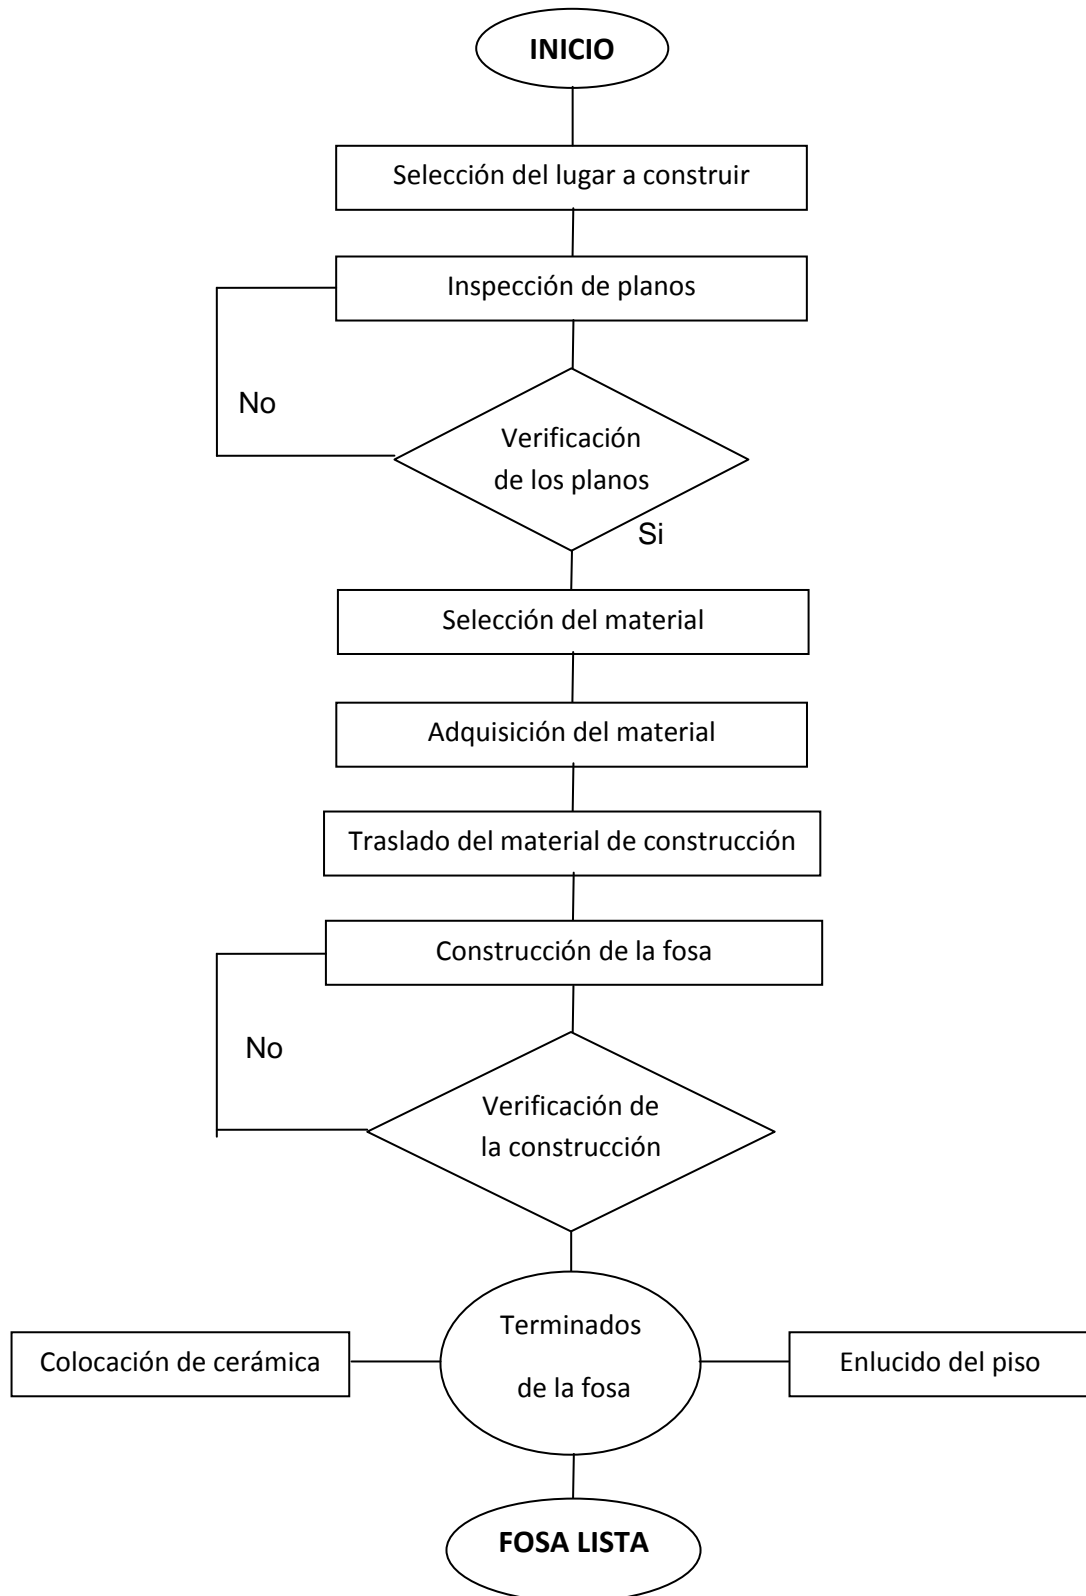 INICIO
Selección del lugar a construir
Inspección de planos
No
Verificación
de los planos
Si
Selección del material
Adquisición del material
Traslado del material de construcción
Construcción de la fosa
No
Verificación de
la construcción
Terminados
de la fosa
Colocación de cerámica
Enlucido del piso
FOSA LISTA